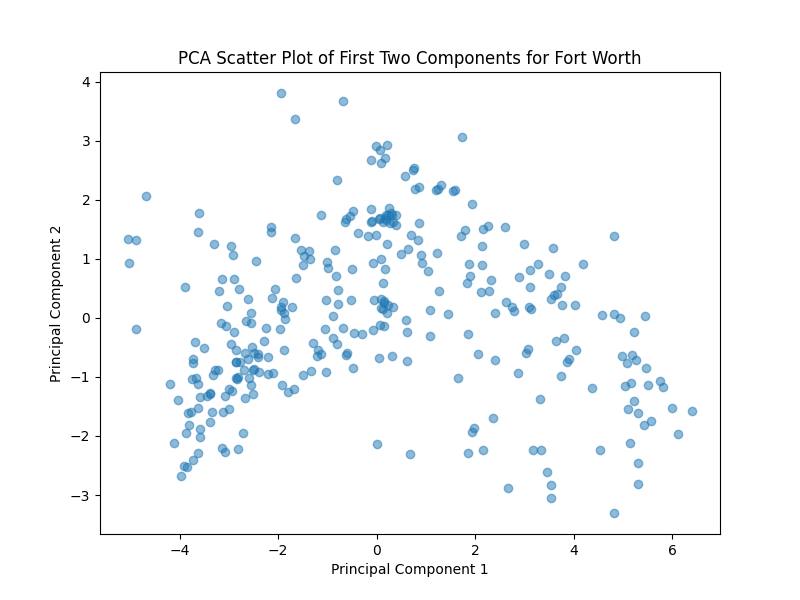 PCA Scatter Plot of First Two Components for Fort Worth
4
3
2
1
0
−1
−2
−3
Principal Component 2
−4 −2 0 2 4 6
Principal Component 1